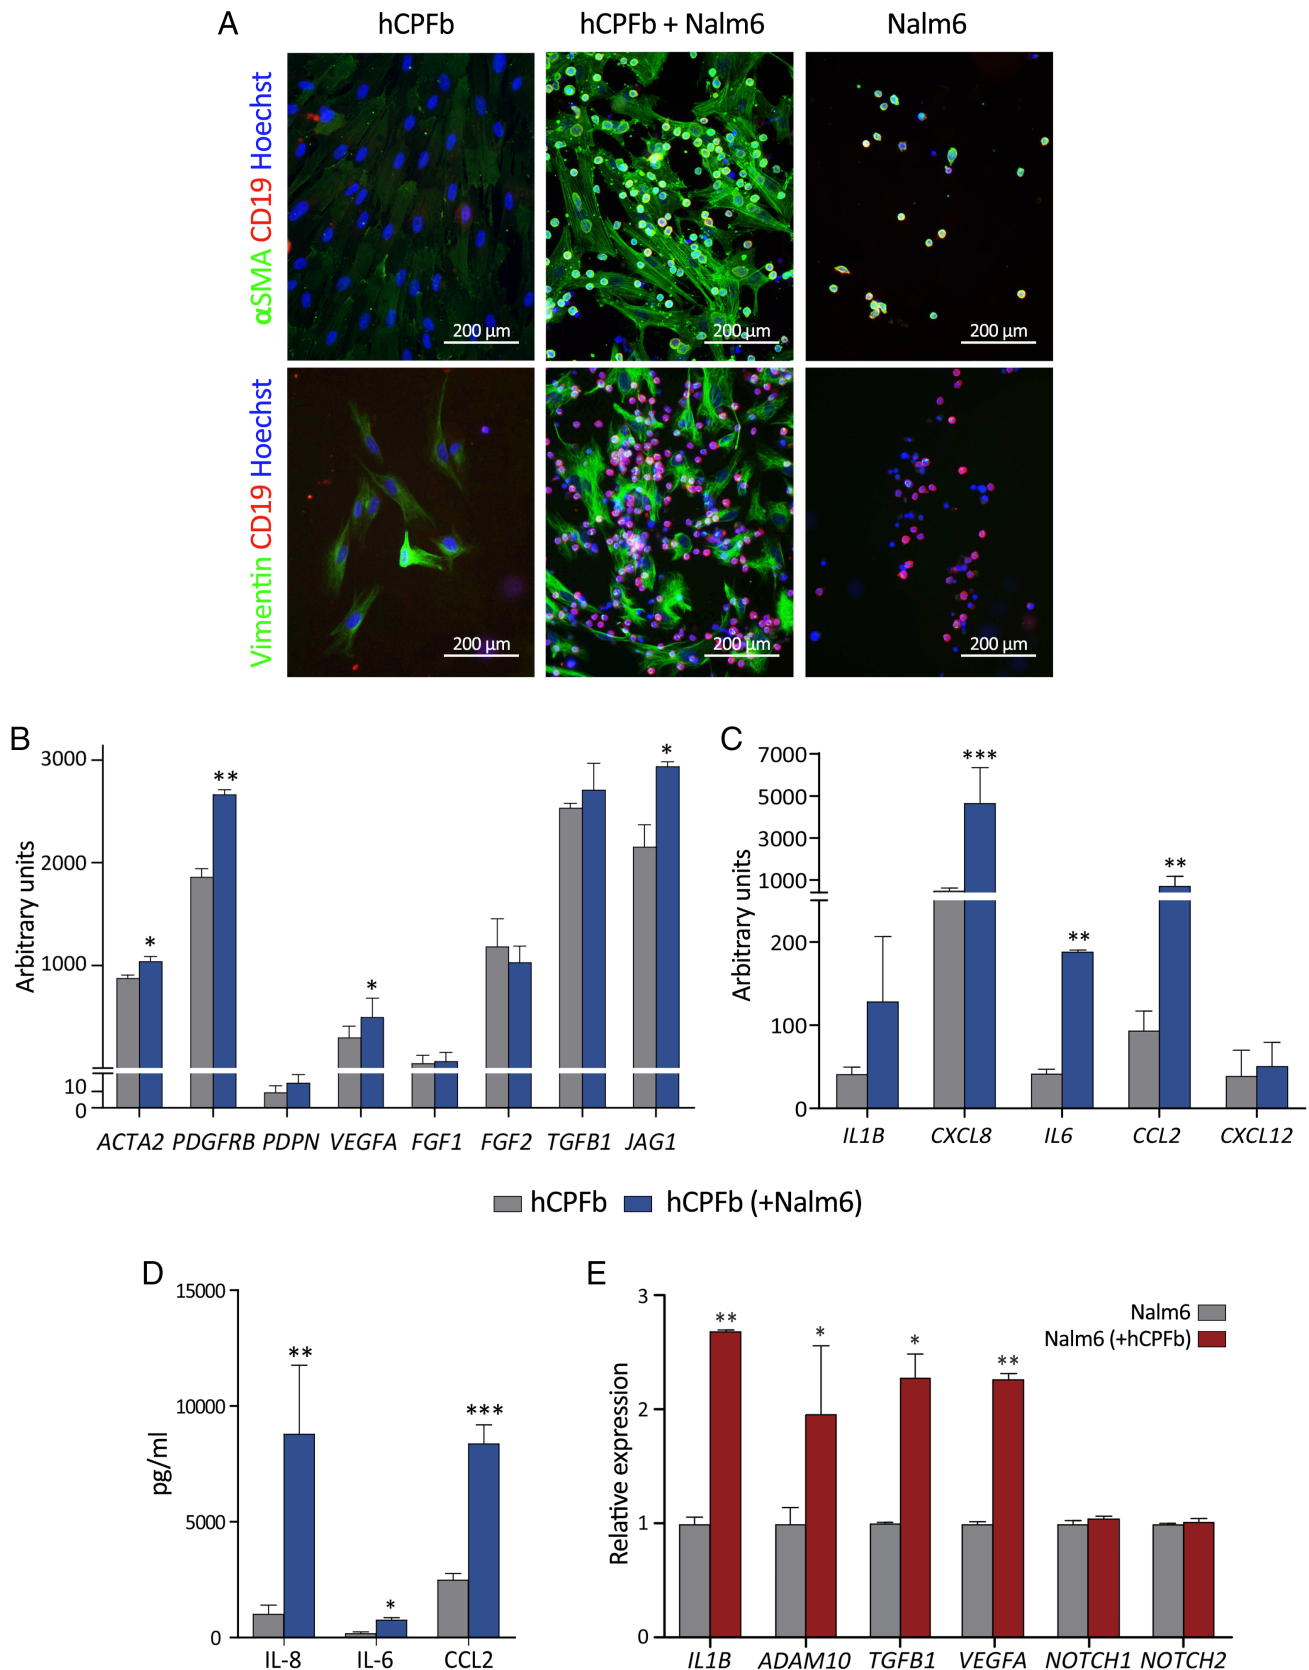 A
hCPFb
hCPFb + Nalm6
Nalm6
αSMA CD19 Hoechst
200 µm
200 µm
200 µm
Vimentin CD19 Hoechst
200 µm
200 µm
200 µm
B
Arbitrary units
3000
2000
1000
10
0
*
**
*
*
ACTA2 PDGFRB PDPN VEGFA FGF1 FGF2 TGFB1 JAG1
C
Arbitrary units
7000
5000
3000
1000
200
100
0
***
**
**
IL1B CXCL8 IL6 CCL2 CXCL12
hCPFb hCPFb (+Nalm6)
D
pg/ml
15000
10000
5000
0
**
*
***
IL-8 IL-6 CCL2
E
Relative expression
3
2
1
0
** * * **
Nalm6
Nalm6 (+hCPFb)
IL1B ADAM10 TGFB1 VEGFA NOTCH1 NOTCH2